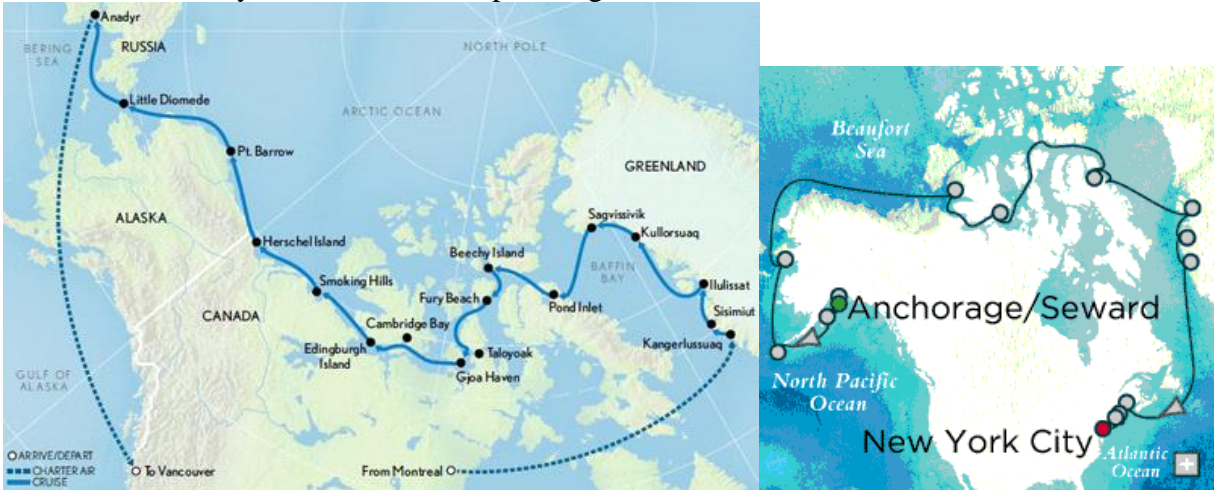 Anadyr
RUSSIA
BERING
SEA
NORTH POLE
Little Diomede
ARCTIC OCEAN
Pt. Barrow
GREENLAND
ALASKA
Sagvissivik
Kullorsuaq
Herschel Island
Beechy Island
BAFFIN
BAY
Smoking Hills
Ilulissat
Fury Beach
Pond Inlet
Sisimiut
CANADA
Cambridge Bay
Kangerlussuaq
Edingburgh
Island
Taloyoak
Gjoa Haven
GULF OF
ALASKA
ARRIVE/DEPART
CHARTER AIR
CRUISE
To Vancouver
From Montreal
Beaufort
Sea
Anchorage/Seward
North Pacific
Ocean
New York City
Atlantic
Ocean